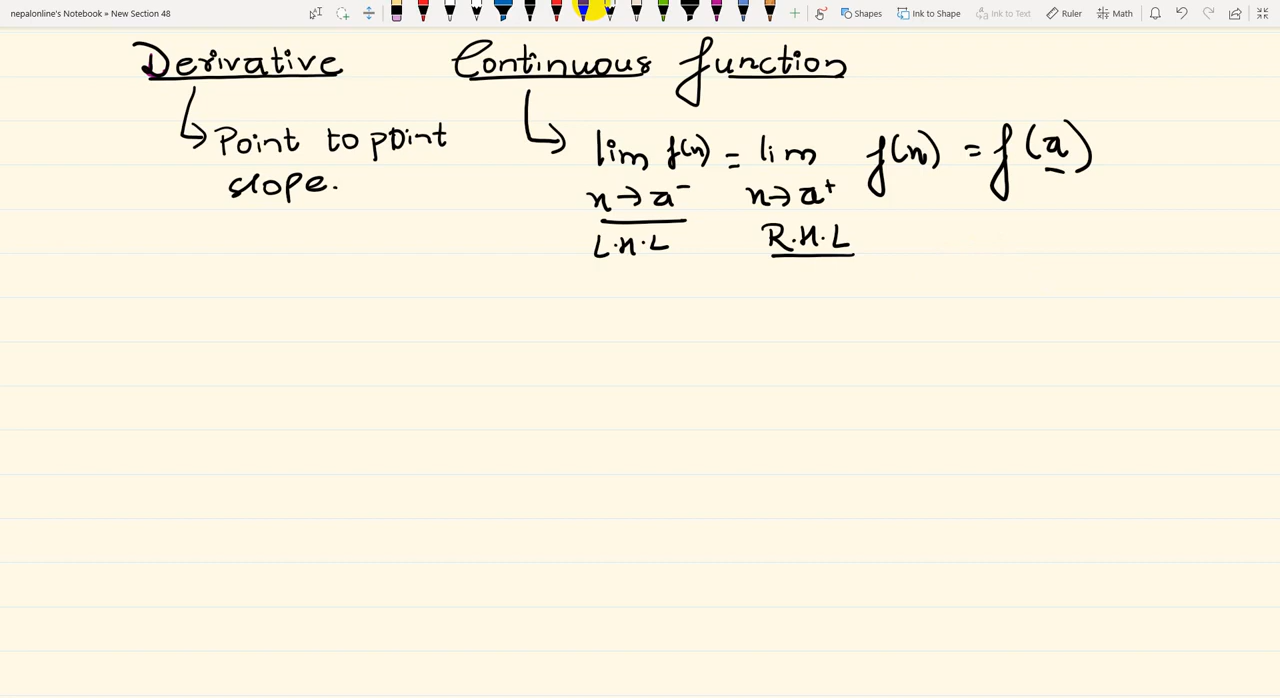 nepalonline's Notebook » New Section 48
Shapes Ink to Shape Ink to Text Ruler Math
Derivative Continuous function
Point to point slope.
lim f(x) = lim f(x) = f(a)
x→a⁻ x→a⁺
L.H.L R.H.L